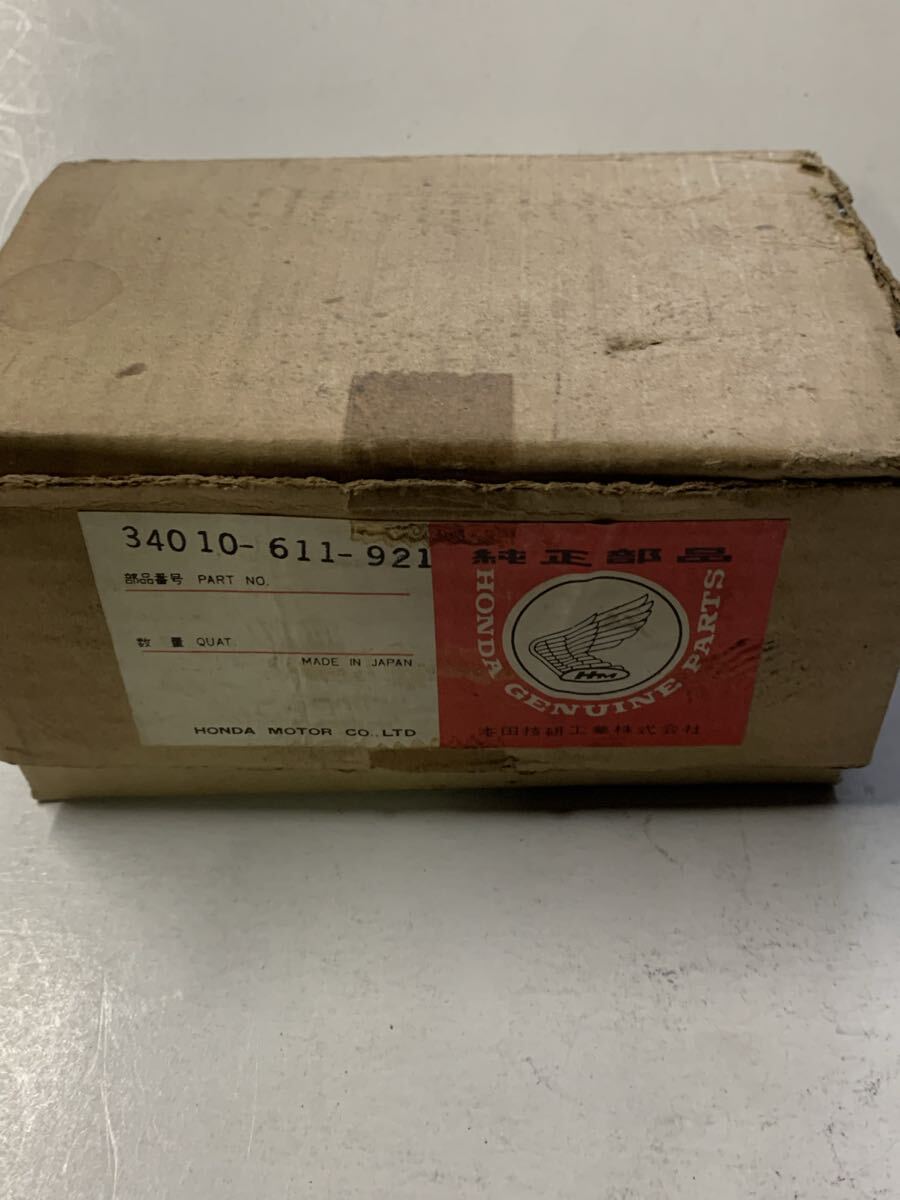 34010-611-921
部品番号 PART NO.
数 量 QUAT.
MADE IN JAPAN
HONDA MOTOR CO.,LTD
純正部品
HONDA GENUINE PARTS
HM
本田技研工業株式会社